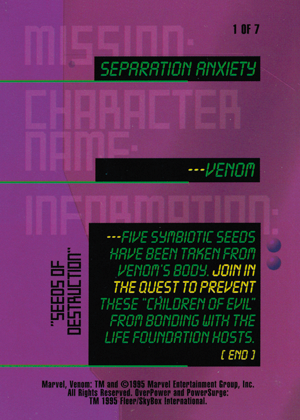 1 OF 7
MISSION:
SEPARATION ANXIETY
CHARACTER
NAME:
---VENOM
INFORMATION:
"SEEDS OF
DESTRUCTION"
---FIVE SYMBIOTIC SEEDS
HAVE BEEN TAKEN FROM
VENOM'S BODY. JOIN IN
THE QUEST TO PREVENT
THESE "CHILDREN OF EVIL"
FROM BONDING WITH THE
LIFE FOUNDATION HOSTS.
( END )
Marvel, Venom: TM and ©1995 Marvel Entertainment Group, Inc.
All Rights Reserved. OverPower and PowerSurge:
TM 1995 Fleer/SkyBox International.